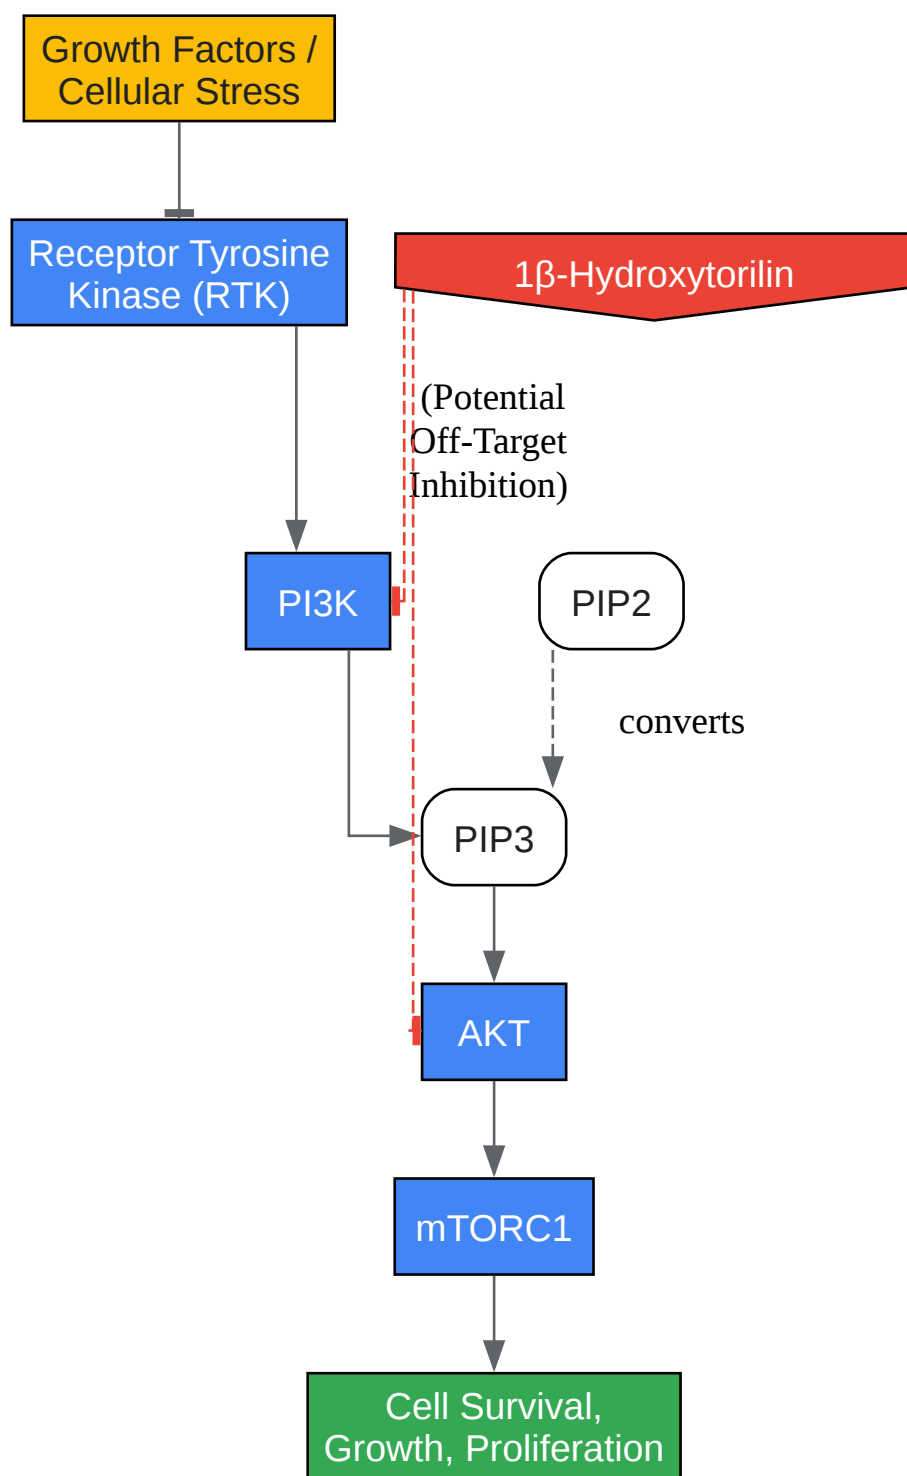 Growth Factors /
Cellular Stress
Receptor Tyrosine
Kinase (RTK)
1β-Hydroxytorilin
(Potential
Off-Target
Inhibition)
PI3K
PIP2
converts
PIP3
AKT
mTORC1
Cell Survival,
Growth, Proliferation